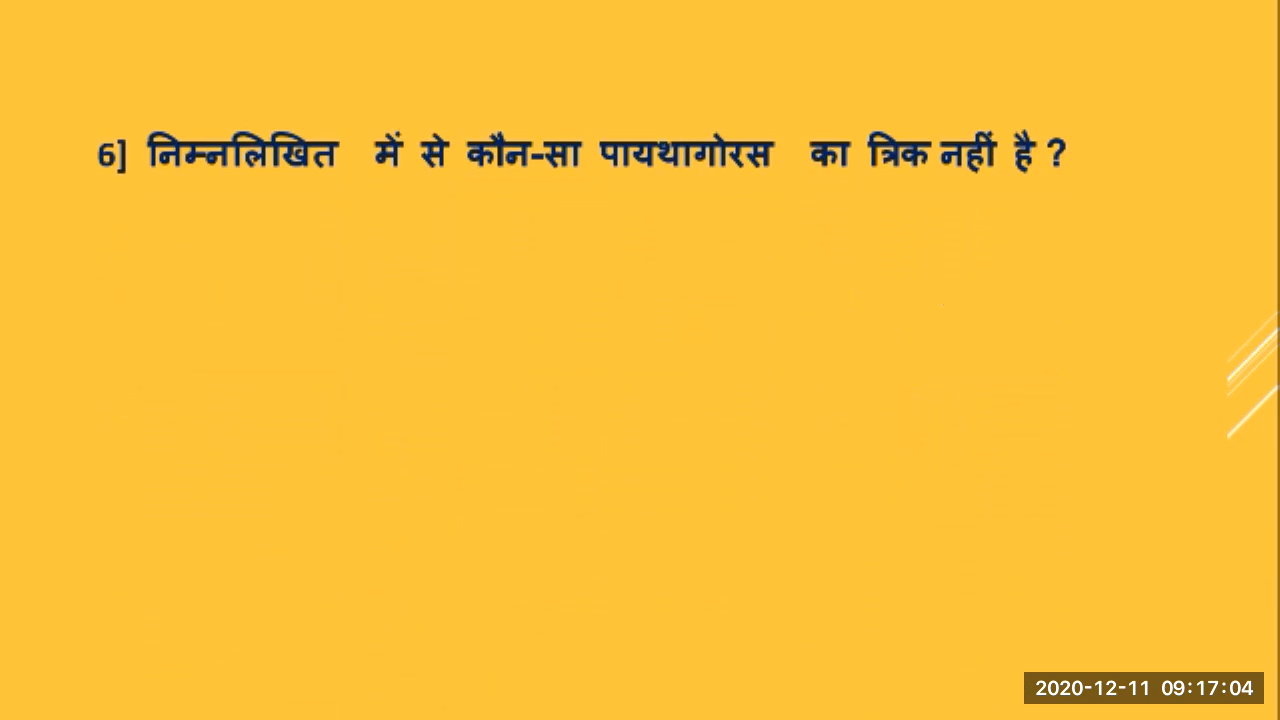 6] निम्नलिखित में से कौन-सा पायथागोरस का त्रिक नहीं है ?
2020-12-11 09:17:04